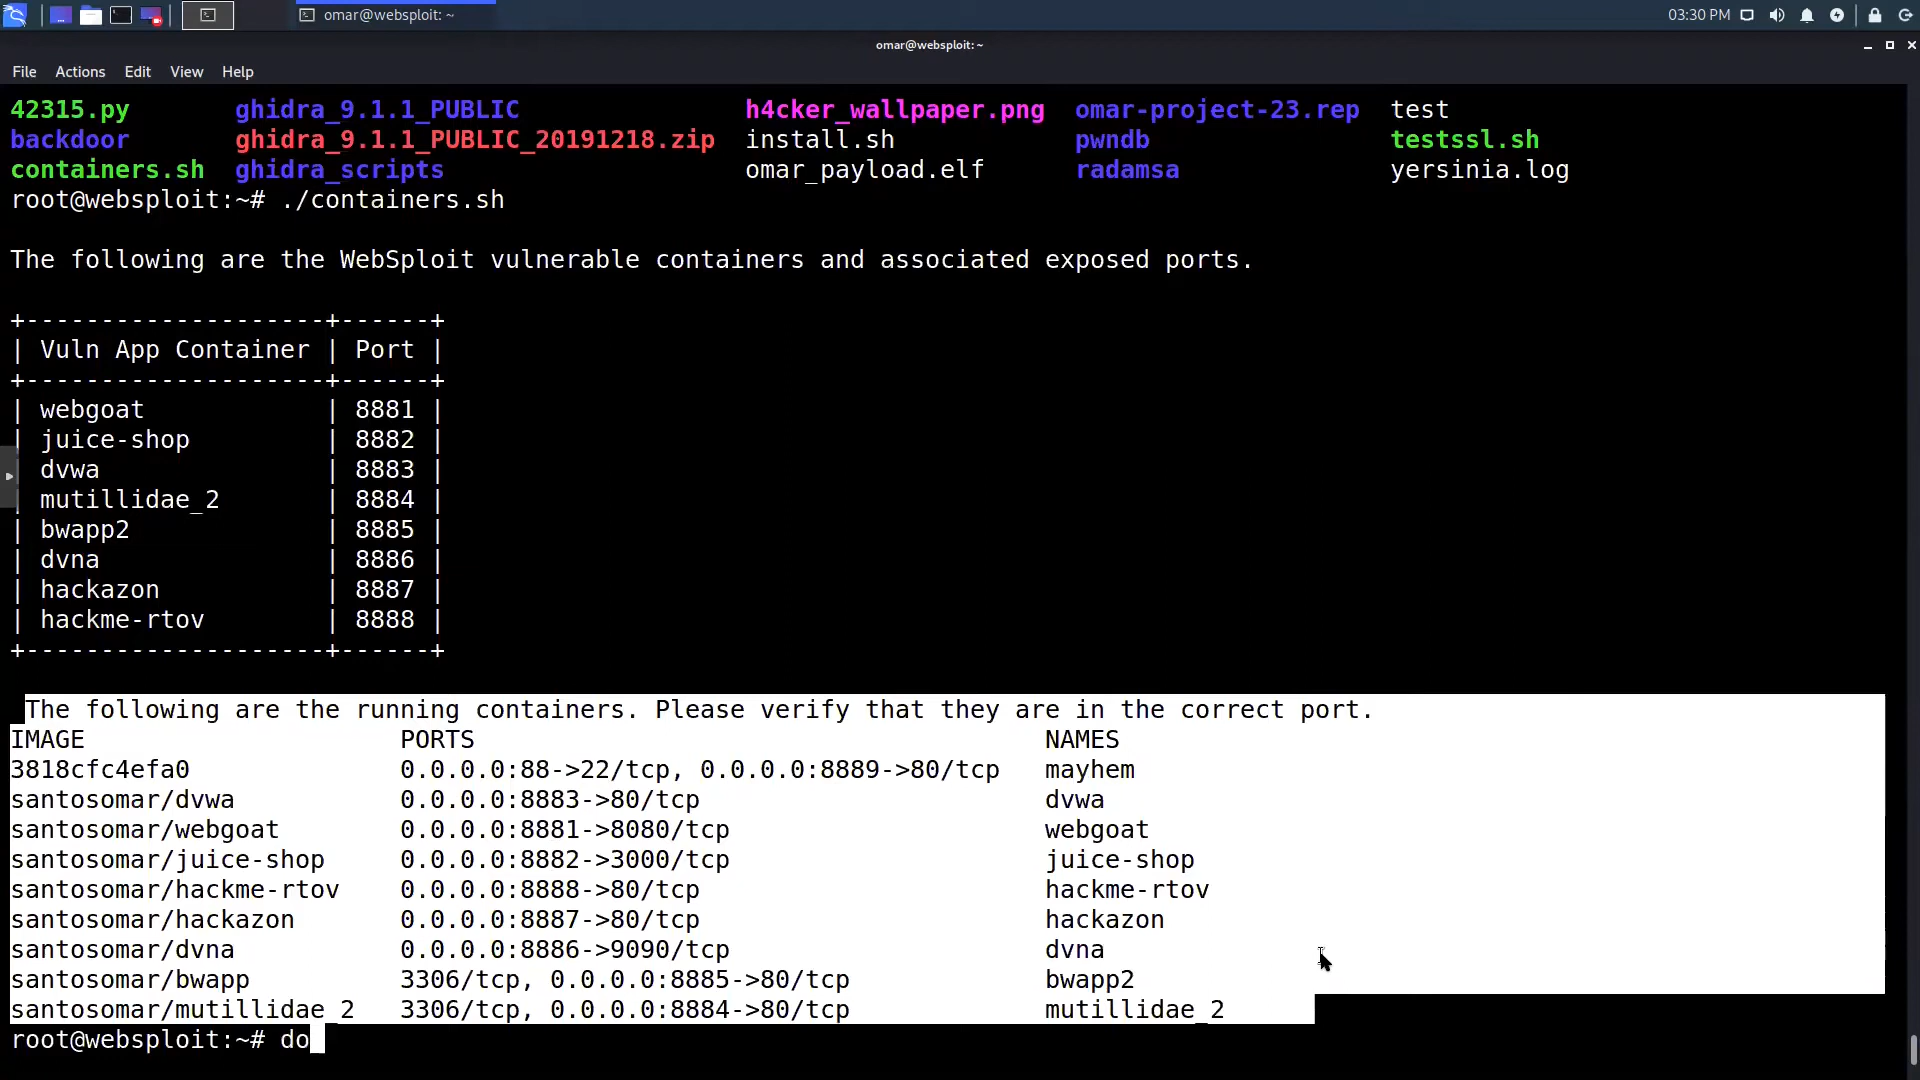 omar@websploit: ~
03:30 PM
omar@websploit: ~
File Actions Edit View Help
42315.py ghidra_9.1.1_PUBLIC h4cker_wallpaper.png omar-project-23.rep test
backdoor ghidra_9.1.1_PUBLIC_20191218.zip install.sh pwndb testssl.sh
containers.sh ghidra_scripts omar_payload.elf radamsa yersinia.log
root@websploit:~# ./containers.sh
The following are the WebSploit vulnerable containers and associated exposed ports.
+--------------------+------+
| Vuln App Container | Port |
+--------------------+------+
| webgoat | 8881 |
| juice-shop | 8882 |
| dvwa | 8883 |
| mutillidae_2 | 8884 |
| bwapp2 | 8885 |
| dvna | 8886 |
| hackazon | 8887 |
| hackme-rtov | 8888 |
+--------------------+------+
The following are the running containers. Please verify that they are in the correct port.
IMAGE PORTS NAMES
3818cfc4efa0 0.0.0.0:88->22/tcp, 0.0.0.0:8889->80/tcp mayhem
santosomar/dvwa 0.0.0.0:8883->80/tcp dvwa
santosomar/webgoat 0.0.0.0:8881->8080/tcp webgoat
santosomar/juice-shop 0.0.0.0:8882->3000/tcp juice-shop
santosomar/hackme-rtov 0.0.0.0:8888->80/tcp hackme-rtov
santosomar/hackazon 0.0.0.0:8887->80/tcp hackazon
santosomar/dvna 0.0.0.0:8886->9090/tcp dvna
santosomar/bwapp 3306/tcp, 0.0.0.0:8885->80/tcp bwapp2
santosomar/mutillidae_2 3306/tcp, 0.0.0.0:8884->80/tcp mutillidae_2
root@websploit:~# do